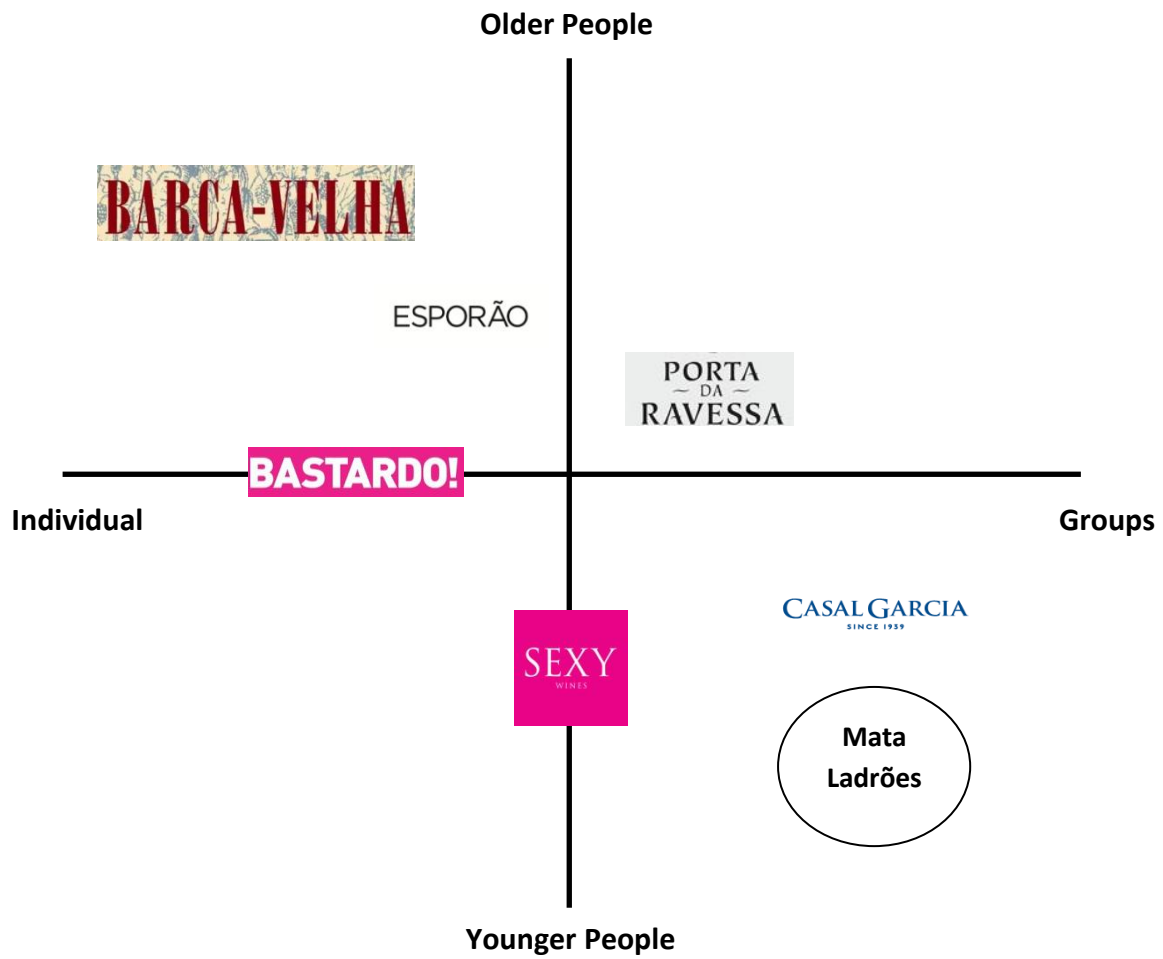 Older People
BARCA-VELHA
ESPORÃO
PORTA
~ DA ~
RAVESSA
BASTARDO!
Individual
Groups
CASAL GARCIA
SINCE 1939
SEXY
WINES
Mata
Ladrões
Younger People